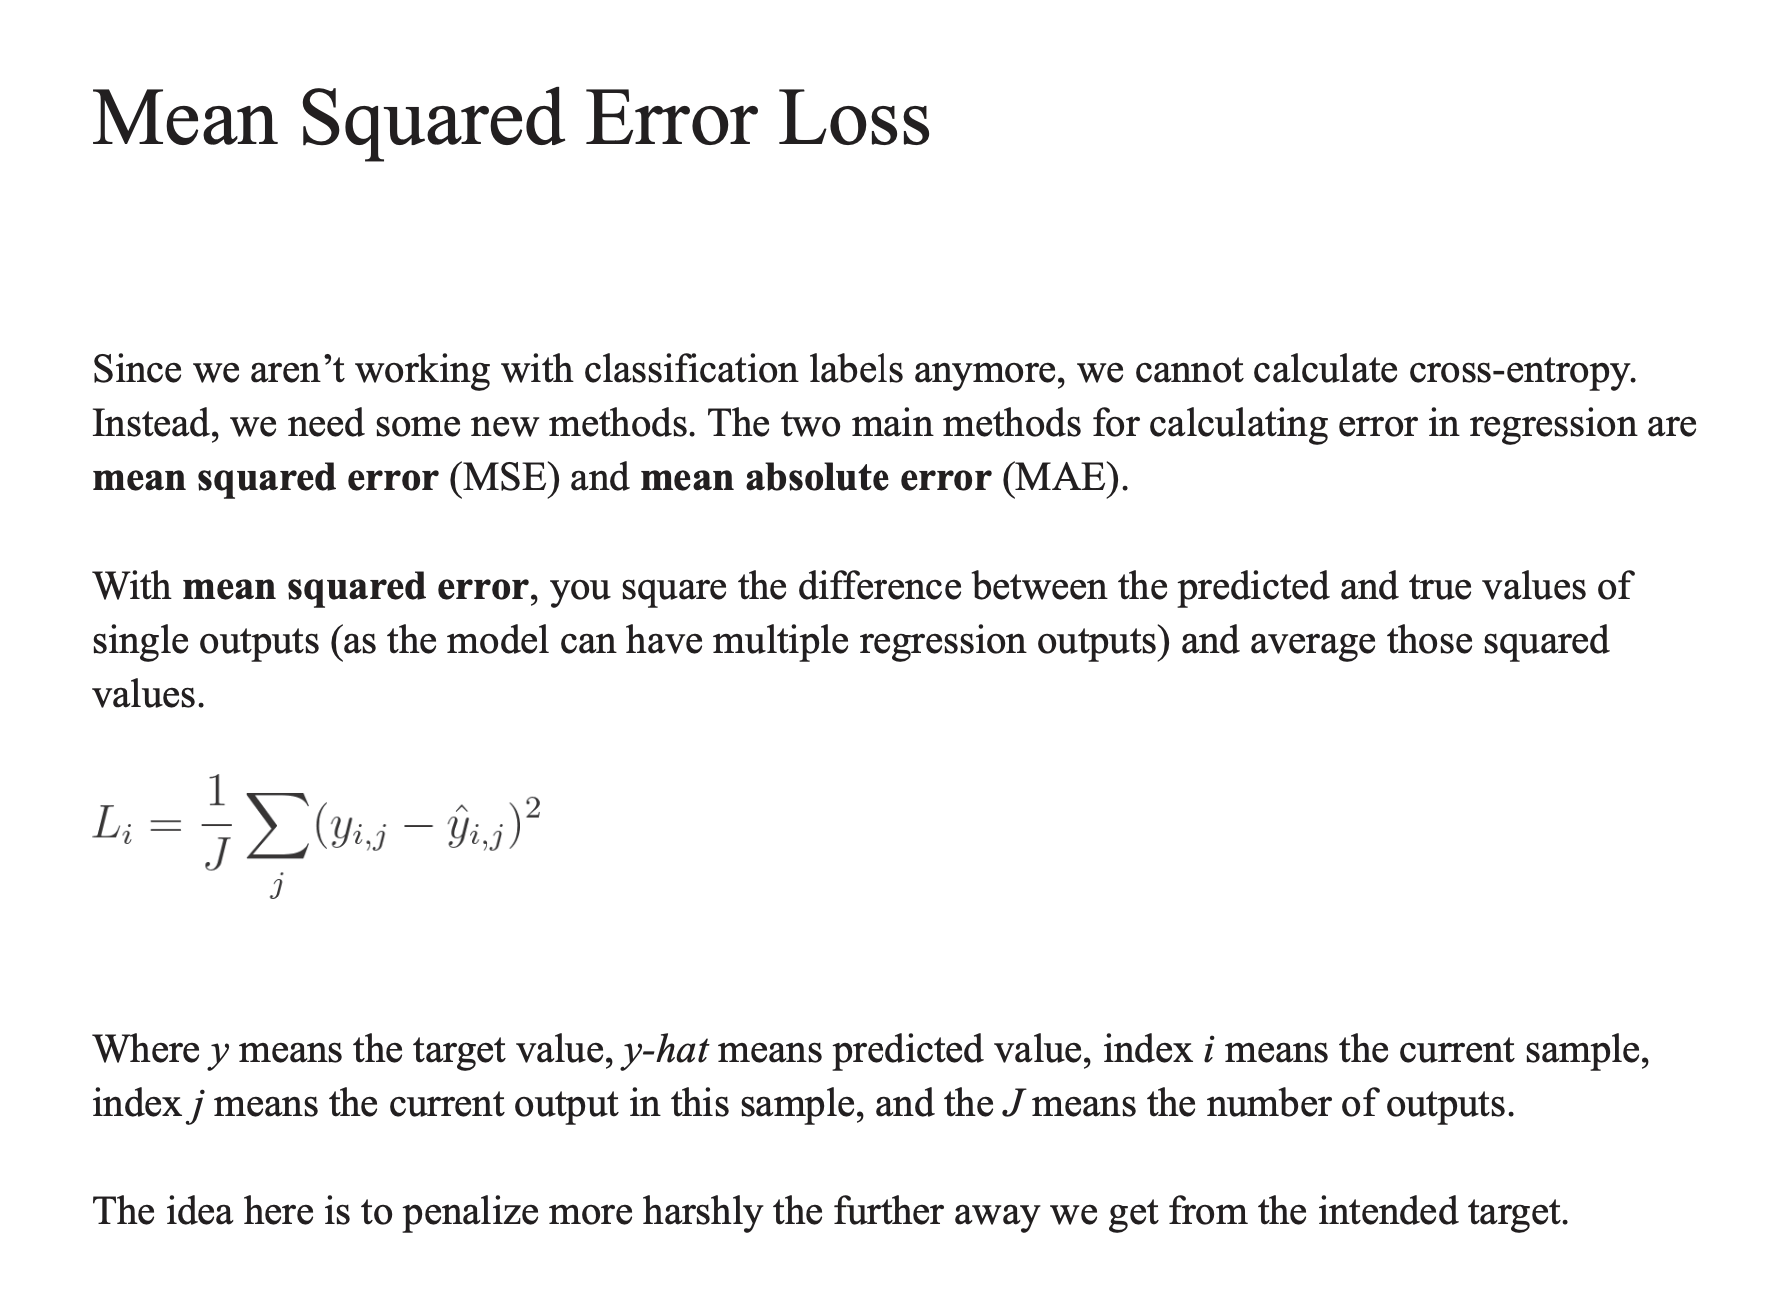 Mean Squared Error Loss
Since we aren’t working with classification labels anymore, we cannot calculate cross-entropy.
Instead, we need some new methods. The two main methods for calculating error in regression are
mean squared error (MSE) and mean absolute error (MAE).
With mean squared error, you square the difference between the predicted and true values of
single outputs (as the model can have multiple regression outputs) and average those squared
values.
L_i = \frac{1}{J} \sum_j (y_{i,j} - \hat{y}_{i,j})^2
Where y means the target value, y-hat means predicted value, index i means the current sample,
index j means the current output in this sample, and the J means the number of outputs.
The idea here is to penalize more harshly the further away we get from the intended target.